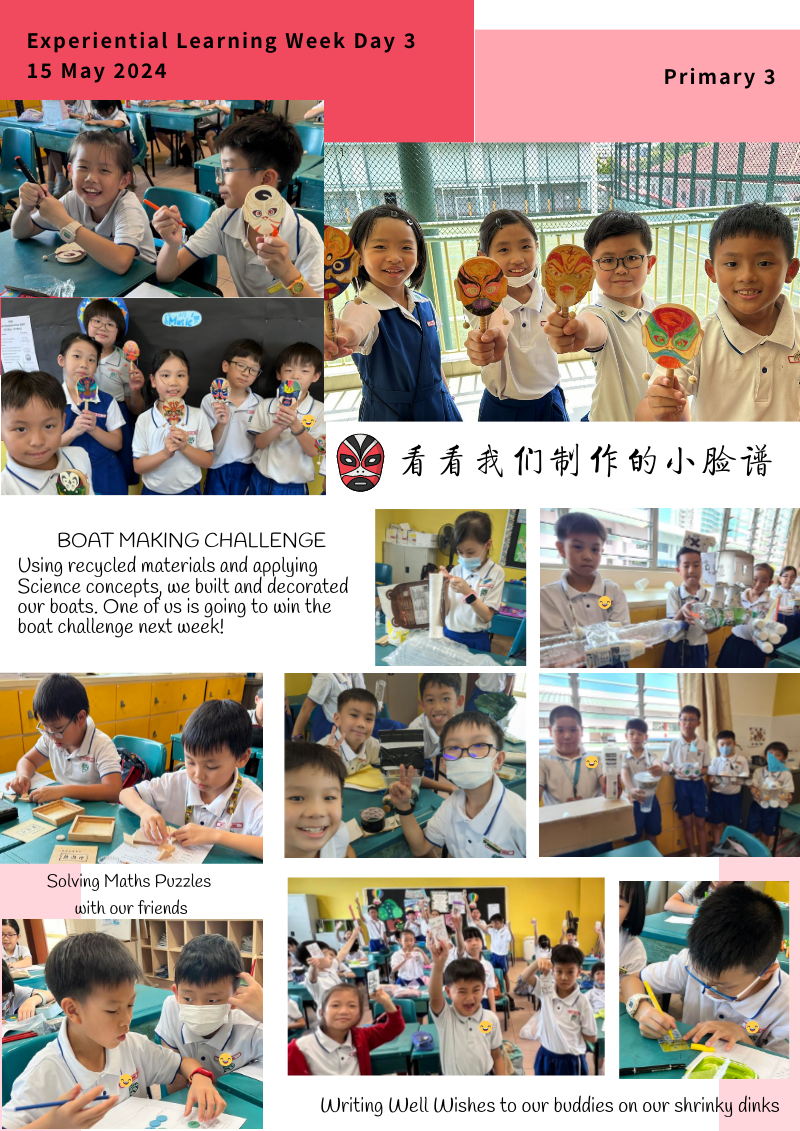 Experiential Learning Week Day 3
15 May 2024
Primary 3
Music
看看我们制作的小脸谱
BOAT MAKING CHALLENGE
Using recycled materials and applying
Science concepts, we built and decorated
our boats. One of us is going to win the
boat challenge next week!
Solving Maths Puzzles
with our friends
Writing Well Wishes to our buddies on our shrinky dinks